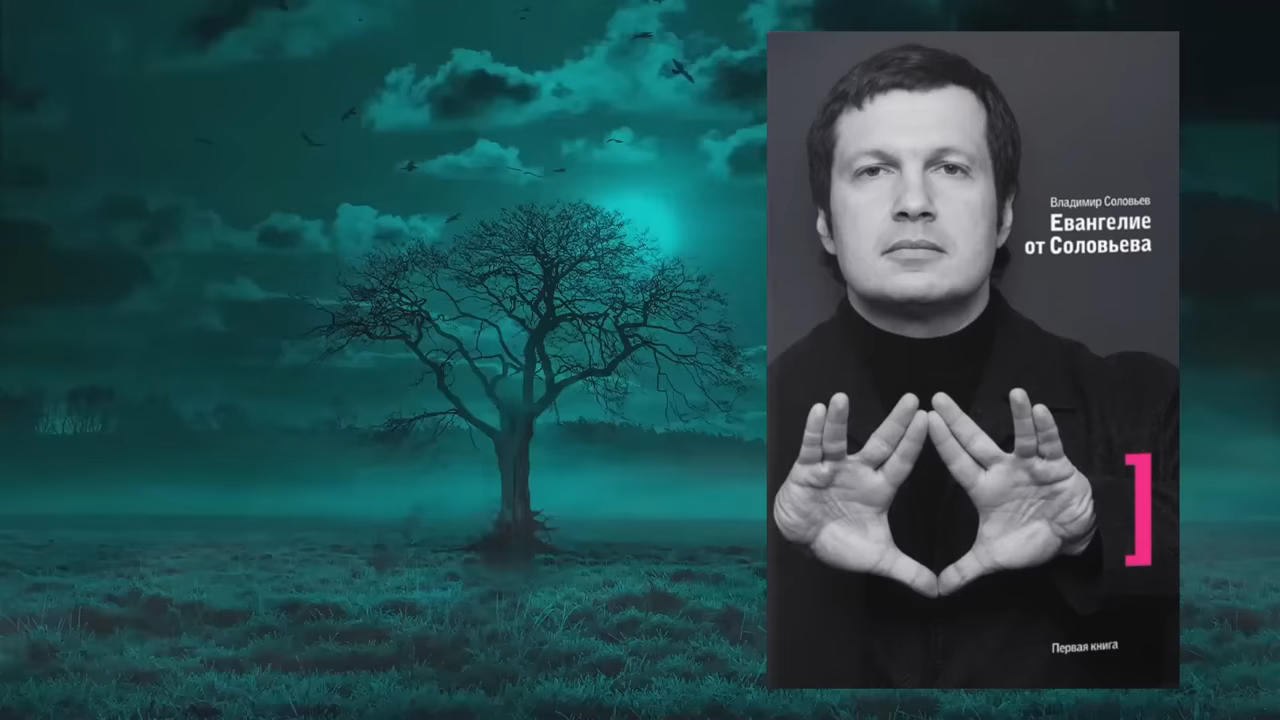 Владимир Соловьев
Евангелие
от Соловьева
]
Первая книга